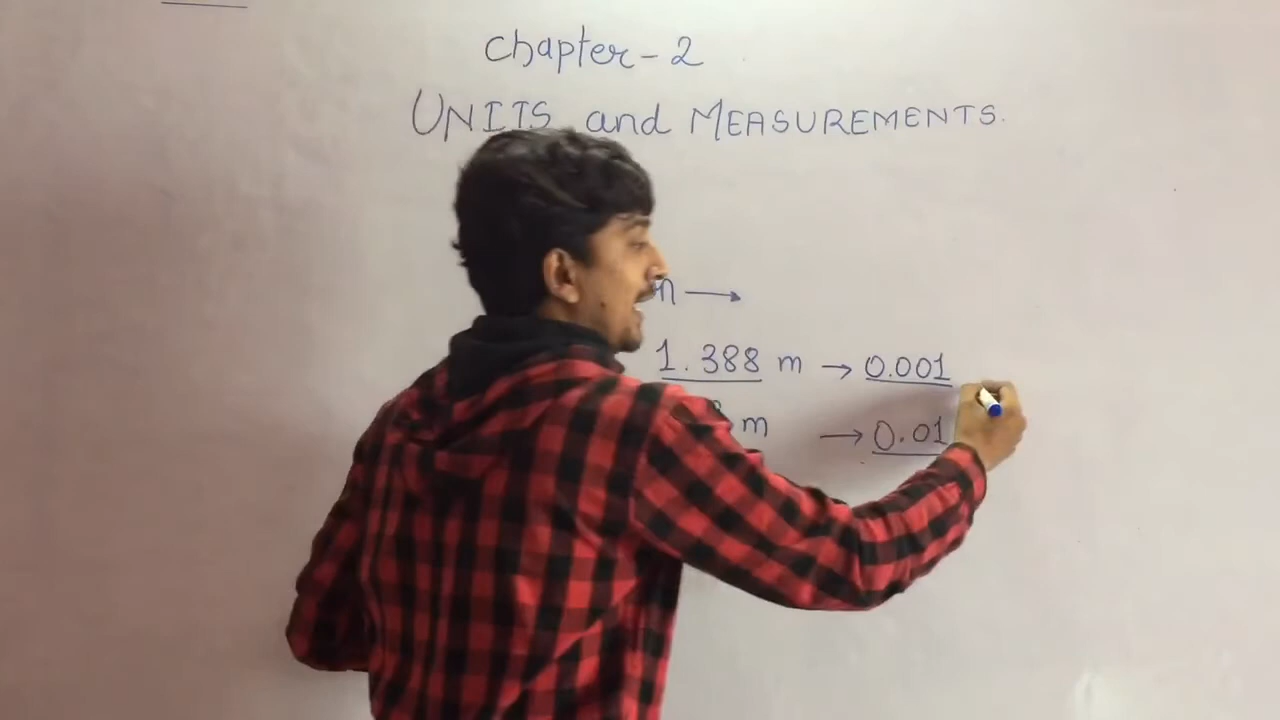 Chapter-2
UNITS and MEASUREMENTS.
n →
1.388 m → 0.001
m → 0.01